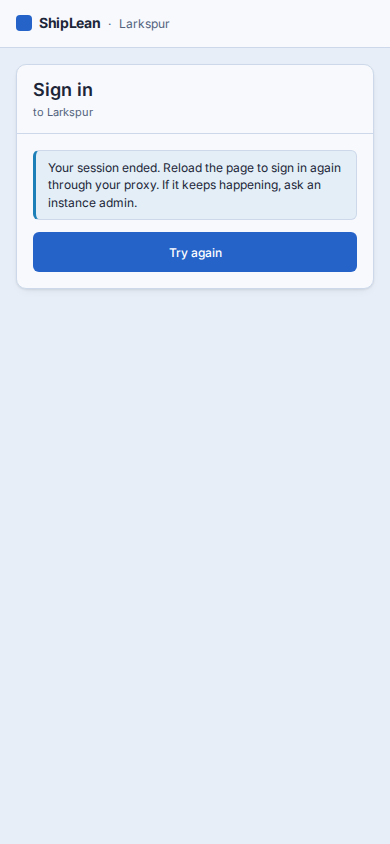 ShipLean · Larkspur
Sign in
to Larkspur
Your session ended. Reload the page to sign in again
through your proxy. If it keeps happening, ask an
instance admin.
Try again